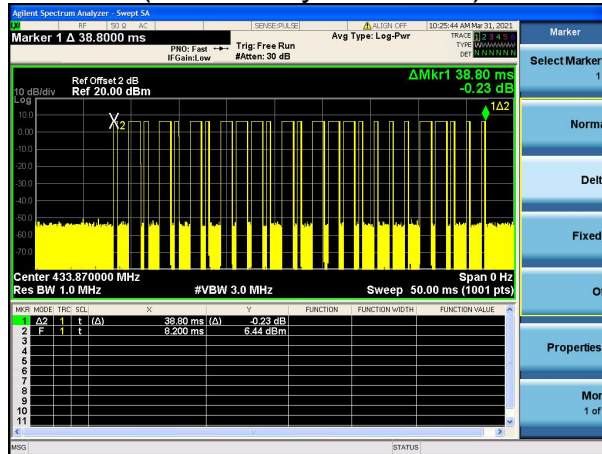 Agilent Spectrum Analyzer - Swept SA
RF 50 Ω AC SENSE:PULSE ALIGN OFF 10:25:44 AM Mar 31, 2021
Marker 1 Δ 38.8000 ms
PNO: Fast
IFGain:Low
Trig: Free Run
#Atten: 30 dB
Avg Type: Log-Pwr
TRACE 1 2 3 4 5 6
TYPE
DET N N N N N N
Ref Offset 2 dB
10 dB/div Ref 20.00 dBm
Log
ΔMkr1 38.80 ms
-0.23 dB
1Δ2
X2
10.0
0.00
-10.0
-20.0
-30.0
-40.0
-50.0
-60.0
-70.0
Center 433.870000 MHz Span 0 Hz
Res BW 1.0 MHz #VBW 3.0 MHz Sweep 50.00 ms (1001 pts)
MKR MODE TRC SCL X Y FUNCTION FUNCTION WIDTH FUNCTION VALUE
1 Δ2 1 t (Δ) 38.80 ms (Δ) -0.23 dB
2 F 1 t 8.200 ms 6.44 dBm
3
4
5
6
7
8
9
10
11
MSG STATUS
Marker
Select Marker
1
Norma
Delt
Fixed
O
Properties
Mor
1 of